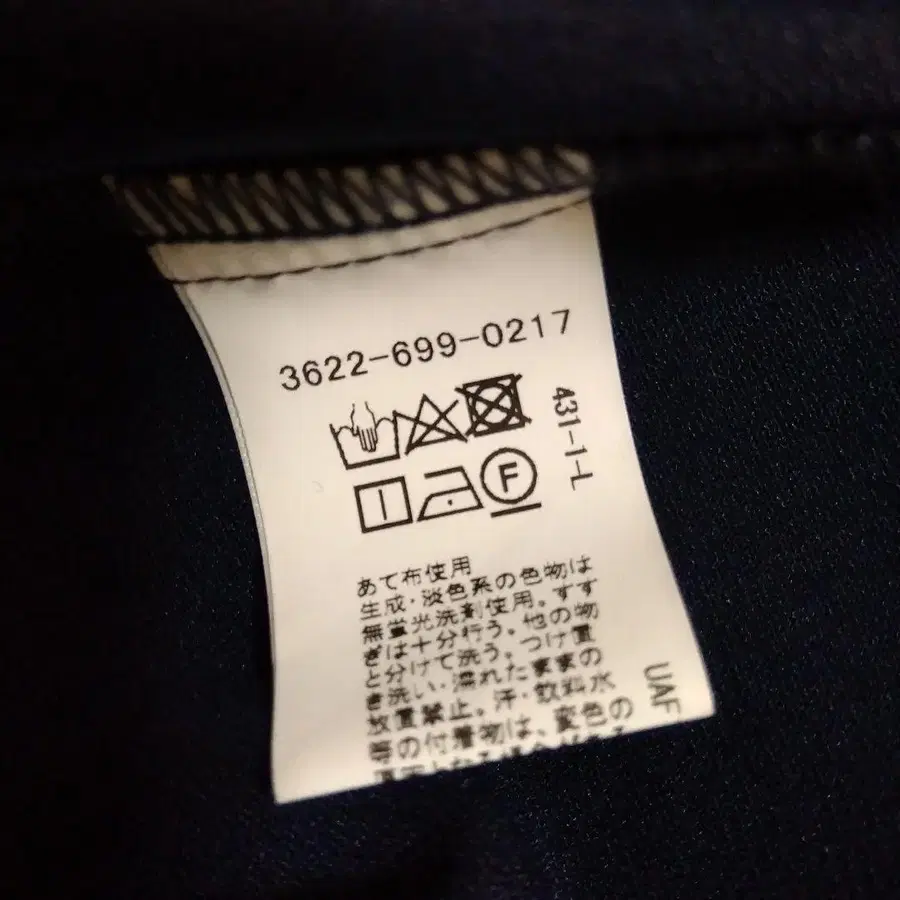 3622-699-0217
431-1-L
F
あて布使用
生成・淡色系の色物は
無蛍光洗剤使用。すす
ぎは十分行う。他の物
と分けて洗う。つけ置
き洗い・濡れたままの
放置禁止。汗・飲料水
等の付着物は、変色の
UAF